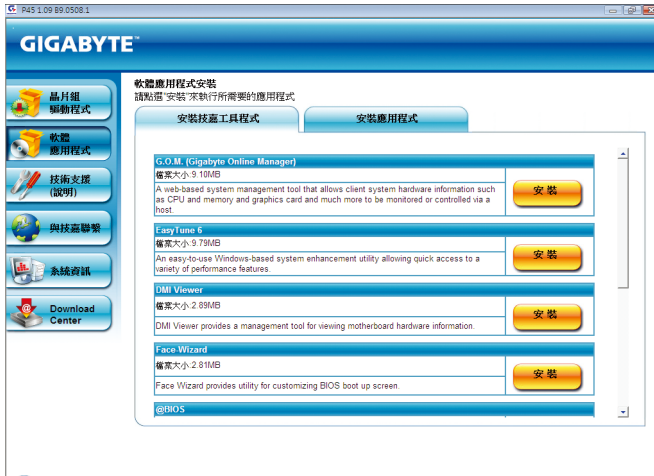 P45 1.09 B9.0508.1
GIGABYTE™
晶片組
驅動程式
軟體
應用程式
技術支援
(說明)
與技嘉聯繫
系統資訊
Download
Center
軟體應用程式安裝
請點選"安裝"來執行所需要的應用程式
安裝技嘉工具程式
安裝應用程式
G.O.M. (Gigabyte Online Manager)
檔案大小:9.10MB
A web-based system management tool that allows client system hardware information such
as CPU and memory and graphics card and much more to be monitored or controlled via a
host.
安裝
EasyTune 6
檔案大小:9.79MB
An easy-to-use Windows-based system enhancement utility allowing quick access to a
variety of performance features.
安裝
DMI Viewer
檔案大小:2.89MB
DMI Viewer provides a management tool for viewing motherboard hardware information.
安裝
Face-Wizard
檔案大小:2.81MB
Face Wizard provides utility for customizing BIOS boot up screen.
安裝
@BIOS